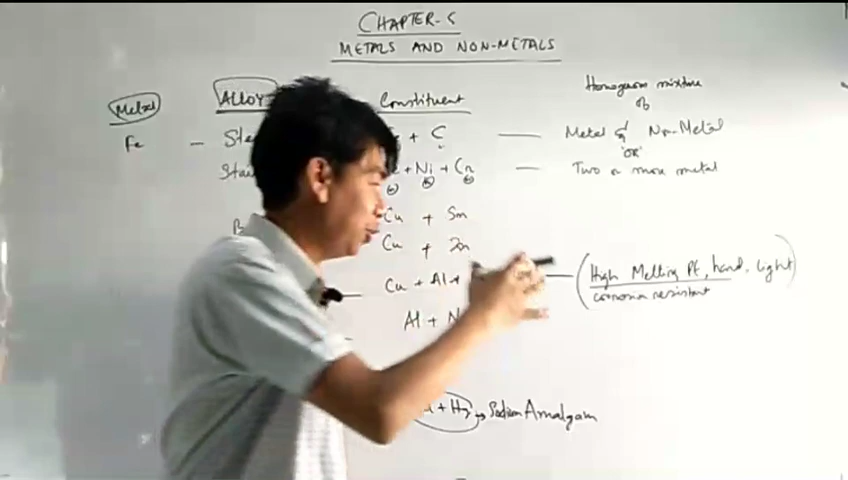 CHAPTER-5
METALS AND NON-METALS
Metal ALLOY Constituent Homogenous mixture
of
Fe - + C — Metal & Non-Metal
'OR'
+ Ni + Cr — Two or more metal
Cu + Sn
Cu + Zn
Cu + Al + — (High Melting Pt, hard, light
corrosion resistant)
Al +
+ Hg → Sodium Amalgam